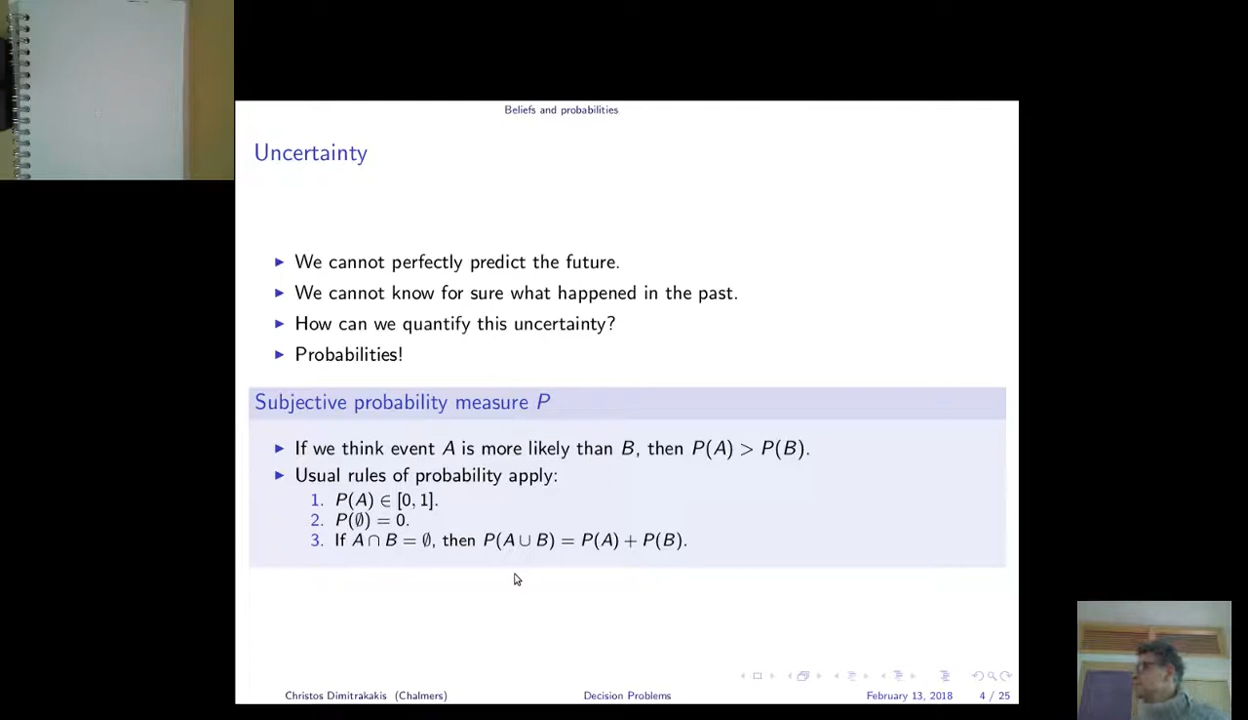 Beliefs and probabilities
Uncertainty
▶ We cannot perfectly predict the future.
▶ We cannot know for sure what happened in the past.
▶ How can we quantify this uncertainty?
▶ Probabilities!
Subjective probability measure P
▶ If we think event A is more likely than B, then P(A) > P(B).
▶ Usual rules of probability apply:
1. P(A) ∈ [0, 1].
2. P(∅) = 0.
3. If A ∩ B = ∅, then P(A ∪ B) = P(A) + P(B).
Christos Dimitrakakis (Chalmers) Decision Problems February 13, 2018 4 / 25